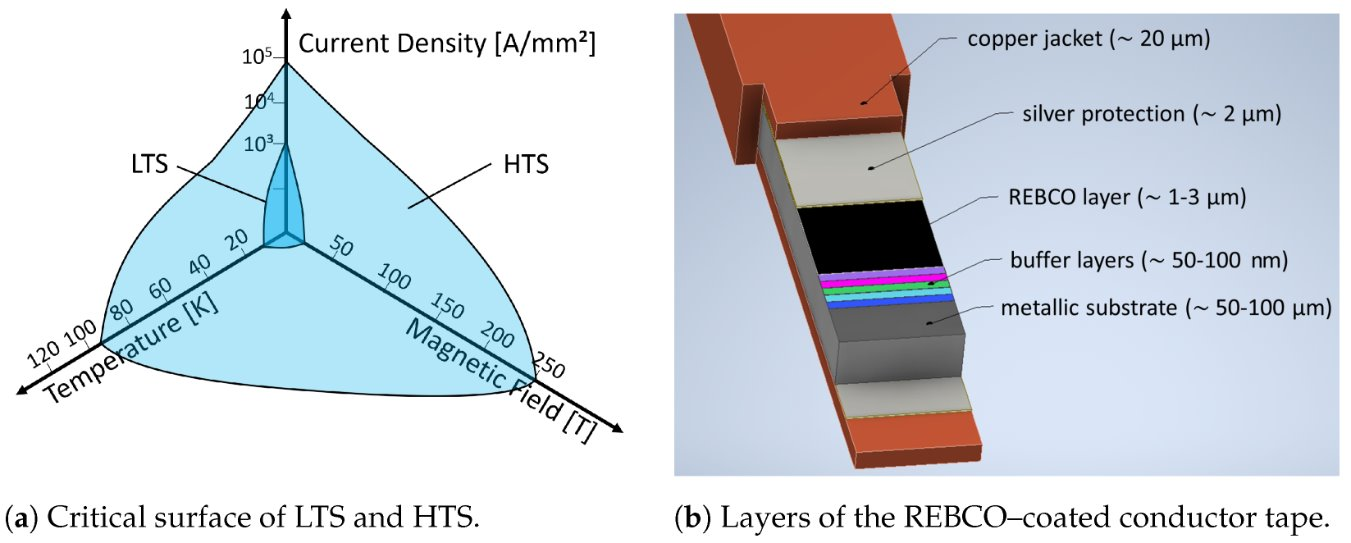 Current Density [A/mm²]
10⁵
10⁴
10³
LTS
HTS
20
40
60
80
100
120
Temperature [K]
50
100
150
200
250
Magnetic Field [T]
(a) Critical surface of LTS and HTS.
copper jacket (~ 20 µm)
silver protection (~ 2 µm)
REBCO layer (~ 1-3 µm)
buffer layers (~ 50-100 nm)
metallic substrate (~ 50-100 µm)
(b) Layers of the REBCO–coated conductor tape.